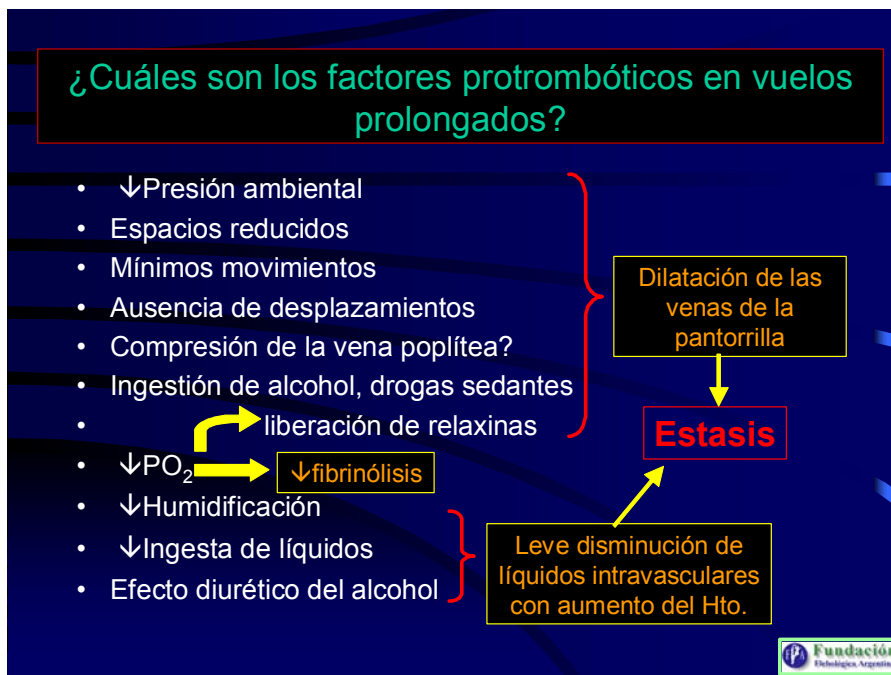 ¿Cuáles son los factores protrombóticos en vuelos
prolongados?
• ↓Presión ambiental
• Espacios reducidos
• Mínimos movimientos
• Ausencia de desplazamientos
• Compresión de la vena poplítea?
• Ingestión de alcohol, drogas sedantes
• liberación de relaxinas
• ↓PO2
↓fibrinólisis
• ↓Humidificación
• ↓Ingesta de líquidos
• Efecto diurético del alcohol
Dilatación de las
venas de la
pantorrilla
Estasis
Leve disminución de
líquidos intravasculares
con aumento del Hto.
Fundación
Flebológica Argentina